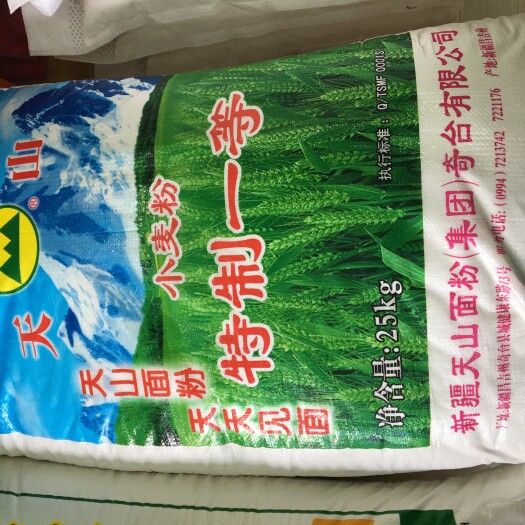 天山
®
小麦粉
特制一等
天山面粉
天天见面
执行标准：Q/TSMF 0001S
净含量:25kg
新疆天山面粉(集团)奇台有限公司
电话:(0994)7213742 7221176